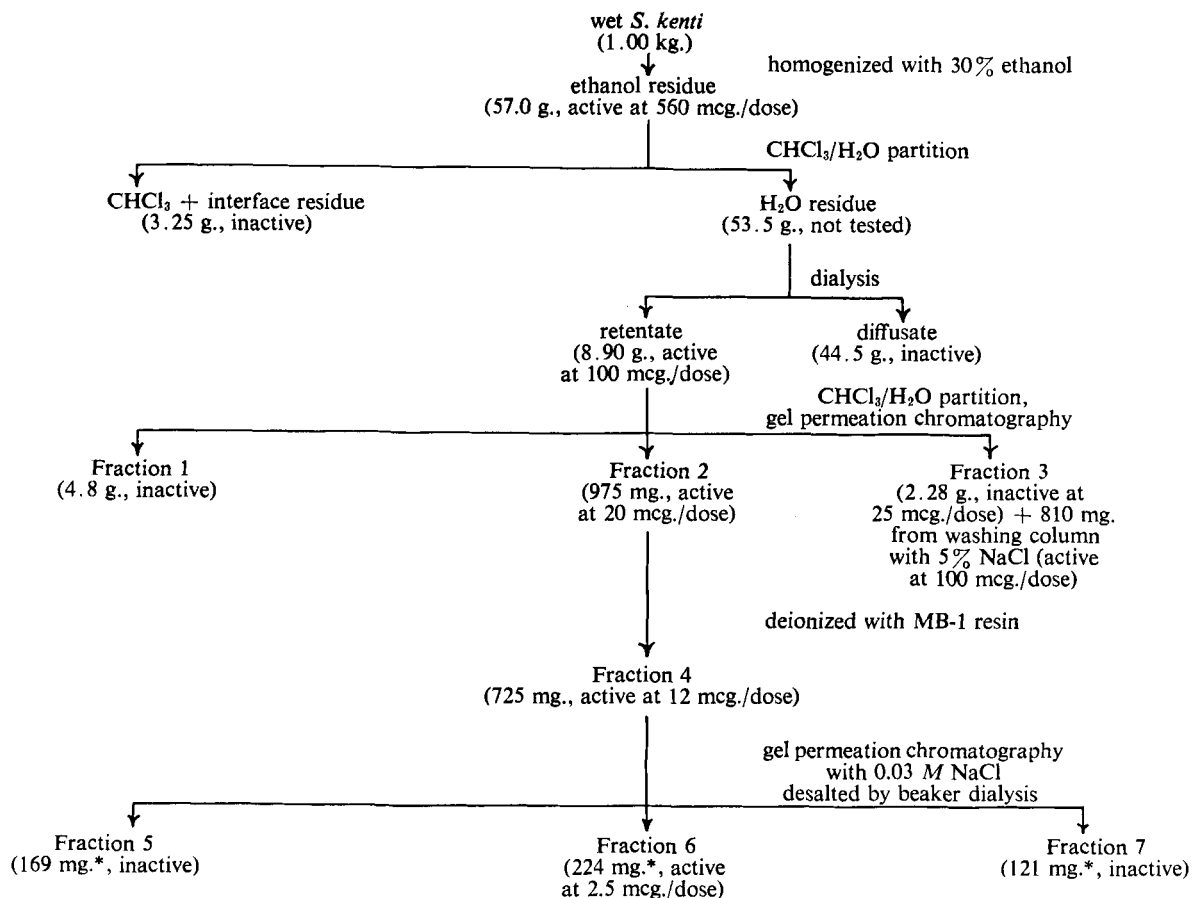 wet S. kenti
(1.00 kg.)
homogenized with 30% ethanol
ethanol residue
(57.0 g., active at 560 mcg./dose)
CHCl₃/H₂O partition
CHCl₃ + interface residue
(3.25 g., inactive)
H₂O residue
(53.5 g., not tested)
dialysis
retentate
(8.90 g., active
at 100 mcg./dose)
diffusate
(44.5 g., inactive)
CHCl₃/H₂O partition,
gel permeation chromatography
Fraction 1
(4.8 g., inactive)
Fraction 2
(975 mg., active
at 20 mcg./dose)
Fraction 3
(2.28 g., inactive at
25 mcg./dose) + 810 mg.
from washing column
with 5% NaCl (active
at 100 mcg./dose)
deionized with MB-1 resin
Fraction 4
(725 mg., active at 12 mcg./dose)
gel permeation chromatography
with 0.03 M NaCl
desalted by beaker dialysis
Fraction 5
(169 mg.*, inactive)
Fraction 6
(224 mg.*, active
at 2.5 mcg./dose)
Fraction 7
(121 mg.*, inactive)